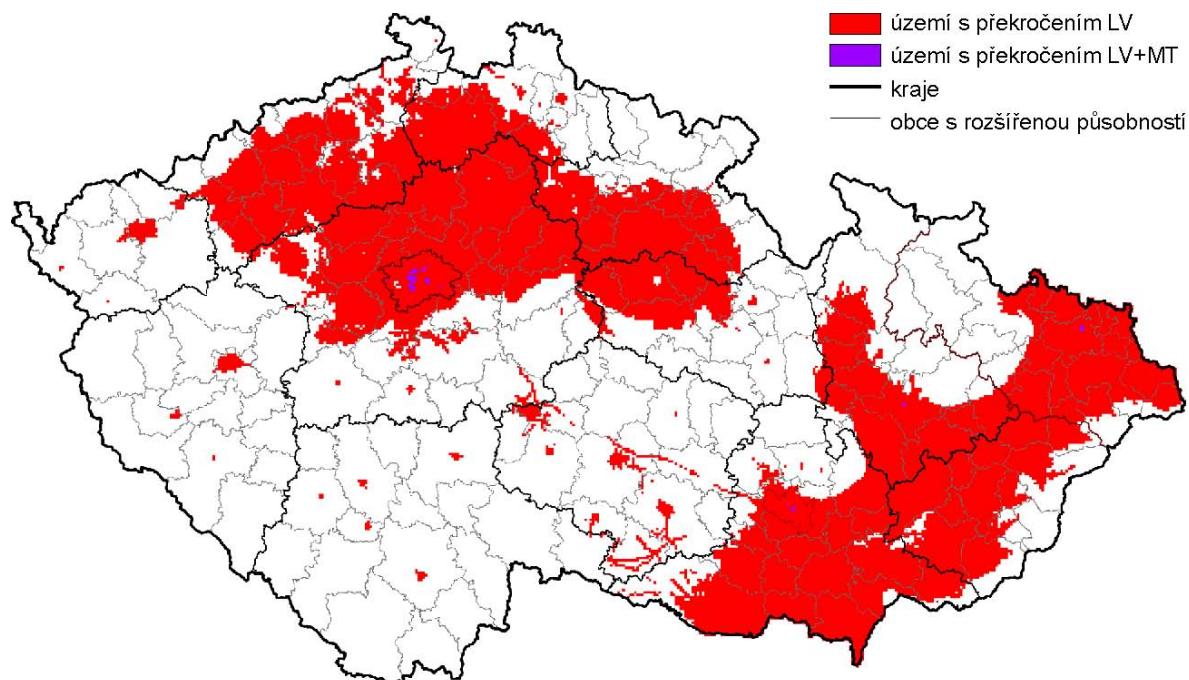 území s překročením LV
území s překročením LV+MT
kraje
obce s rozšířenou působností